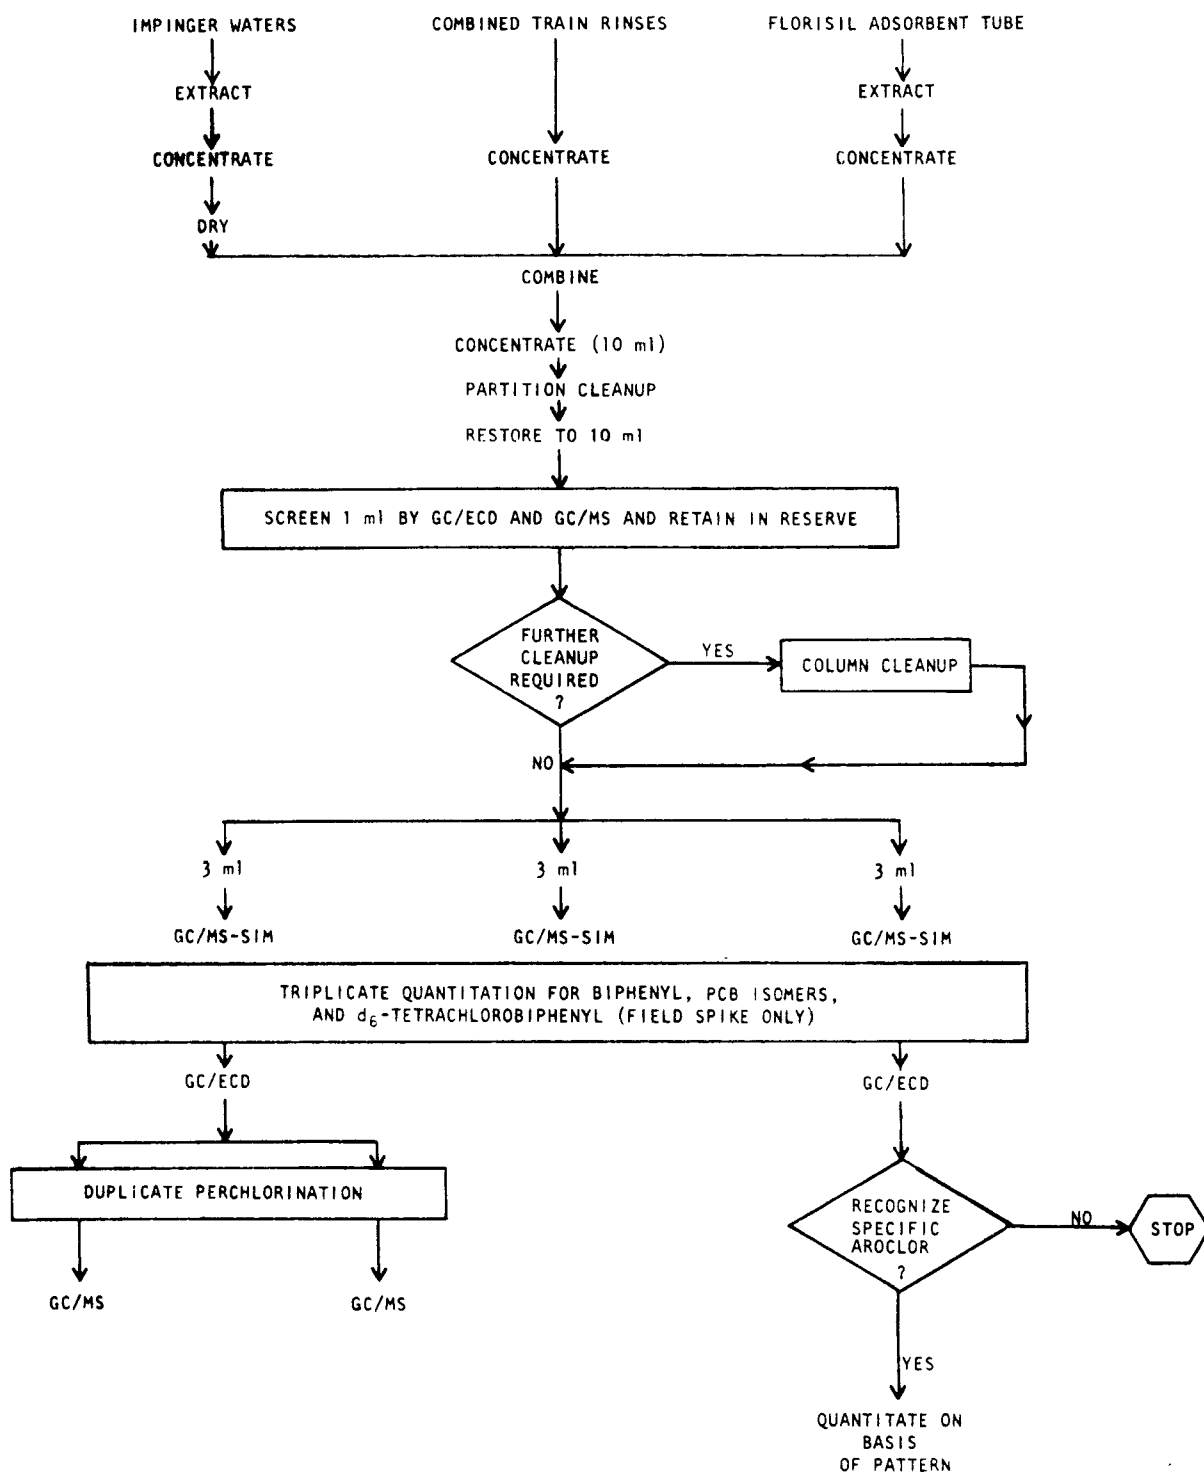 IMPINGER WATERS
COMBINED TRAIN RINSES
FLORISIL ADSORBENT TUBE
EXTRACT
EXTRACT
CONCENTRATE
CONCENTRATE
CONCENTRATE
DRY
COMBINE
CONCENTRATE (10 ml)
PARTITION CLEANUP
RESTORE TO 10 ml
SCREEN 1 ml BY GC/ECD AND GC/MS AND RETAIN IN RESERVE
FURTHER
CLEANUP
REQUIRED
?
YES
COLUMN CLEANUP
NO
3 ml
3 ml
3 ml
GC/MS-SIM
GC/MS-SIM
GC/MS-SIM
TRIPLICATE QUANTITATION FOR BIPHENYL, PCB ISOMERS,
AND d6-TETRACHLOROBIPHENYL (FIELD SPIKE ONLY)
GC/ECD
GC/ECD
DUPLICATE PERCHLORINATION
GC/MS
GC/MS
RECOGNIZE
SPECIFIC
AROCLOR
?
NO
STOP
YES
QUANTITATE ON
BASIS
OF PATTERN